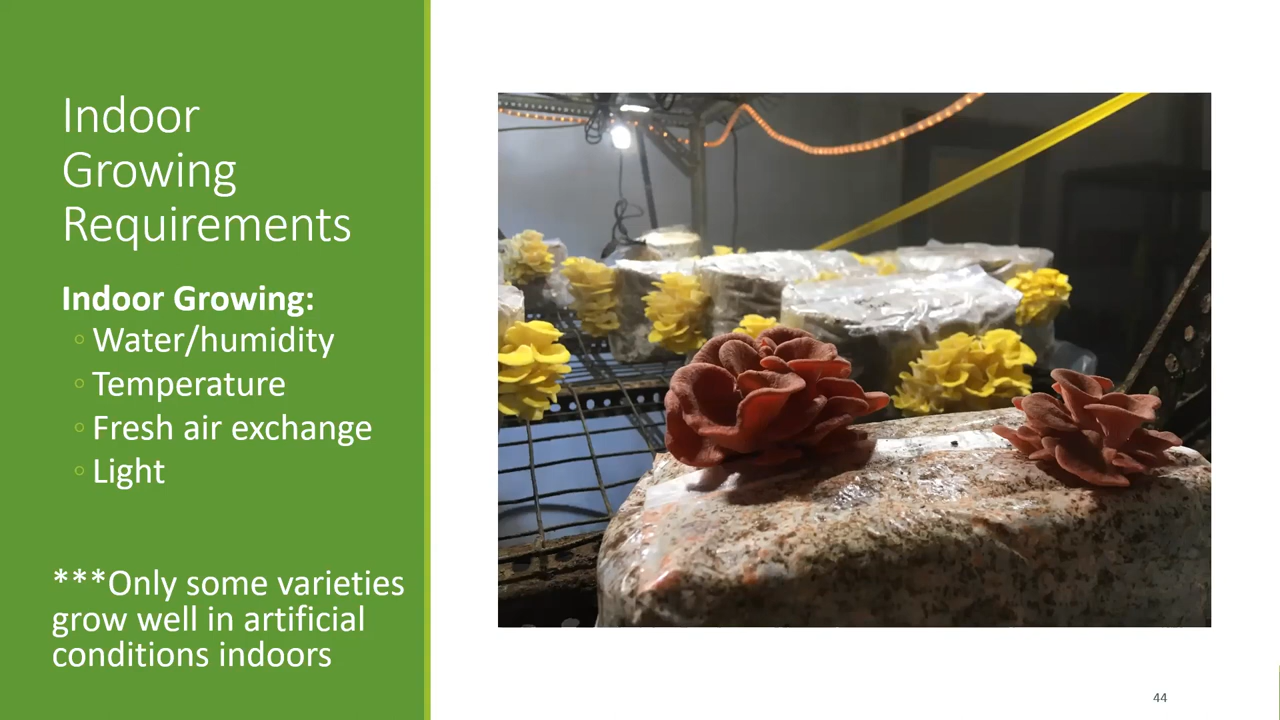 Indoor
Growing
Requirements
Indoor Growing:
◦ Water/humidity
◦ Temperature
◦ Fresh air exchange
◦ Light
***Only some varieties
grow well in artificial
conditions indoors
44